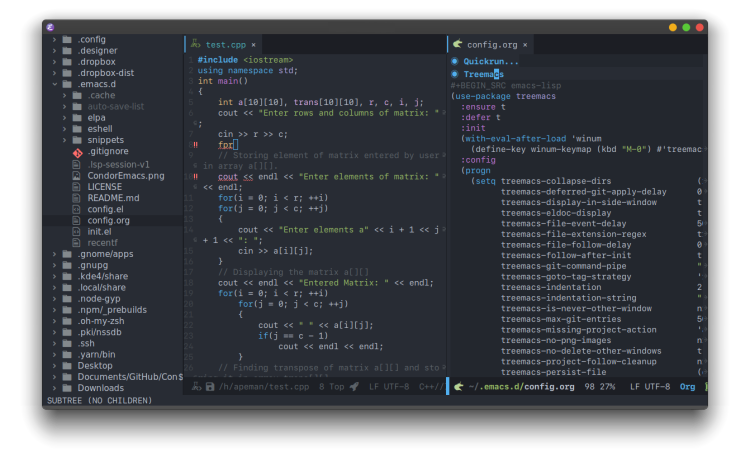 .config
.designer
.dropbox
.dropbox-dist
.emacs.d
.cache
auto-save-list
elpa
eshell
snippets
.gitignore
.lsp-session-v1
CondorEmacs.png
LICENSE
README.md
config.el
config.org
init.el
recentf
.gnome/apps
.gnupg
.kde4/share
.local/share
.node-gyp
.npm/_prebuilds
.oh-my-zsh
.pki/nssdb
.ssh
.yarn/bin
Desktop
Documents/GitHub/Con$
Downloads
SUBTREE (NO CHILDREN)
test.cpp ×
#include <iostream>
using namespace std;
int main()
{
int a[10][10], trans[10][10], r, c, i, j;
cout << "Enter rows and columns of matrix: "
;
cin >> r >> c;
fpr
// Storing element of matrix entered by user
in array a[][].
cout << endl << "Enter elements of matrix: "
<< endl;
for(i = 0; i < r; ++i)
for(j = 0; j < c; ++j)
{
cout << "Enter elements a" << i + 1 << j
+ 1 << ": ";
cin >> a[i][j];
}
// Displaying the matrix a[][]
cout << endl << "Entered Matrix: " << endl;
for(i = 0; i < r; ++i)
for(j = 0; j < c; ++j)
{
cout << " " << a[i][j];
if(j == c - 1)
cout << endl << endl;
}
// Finding transpose of matrix a[][] and sto
/h/apeman/test.cpp 8 Top LF UTF-8 C++//
config.org ×
Quickrun...
Treemacs
#+BEGIN_SRC emacs-lisp
(use-package treemacs
:ensure t
:defer t
:init
(with-eval-after-load 'winum
(define-key winum-keymap (kbd "M-0") #'treemac
:config
(progn
(setq treemacs-collapse-dirs (
treemacs-deferred-git-apply-delay 0
treemacs-display-in-side-window t
treemacs-eldoc-display t
treemacs-file-event-delay 5
treemacs-file-extension-regex t
treemacs-file-follow-delay 0
treemacs-follow-after-init t
treemacs-git-command-pipe "
treemacs-goto-tag-strategy '
treemacs-indentation 2
treemacs-indentation-string "
treemacs-is-never-other-window n
treemacs-max-git-entries 5
treemacs-missing-project-action '
treemacs-no-png-images n
treemacs-no-delete-other-windows t
treemacs-project-follow-cleanup n
treemacs-persist-file (
~/.emacs.d/config.org 98 27% LF UTF-8 Org